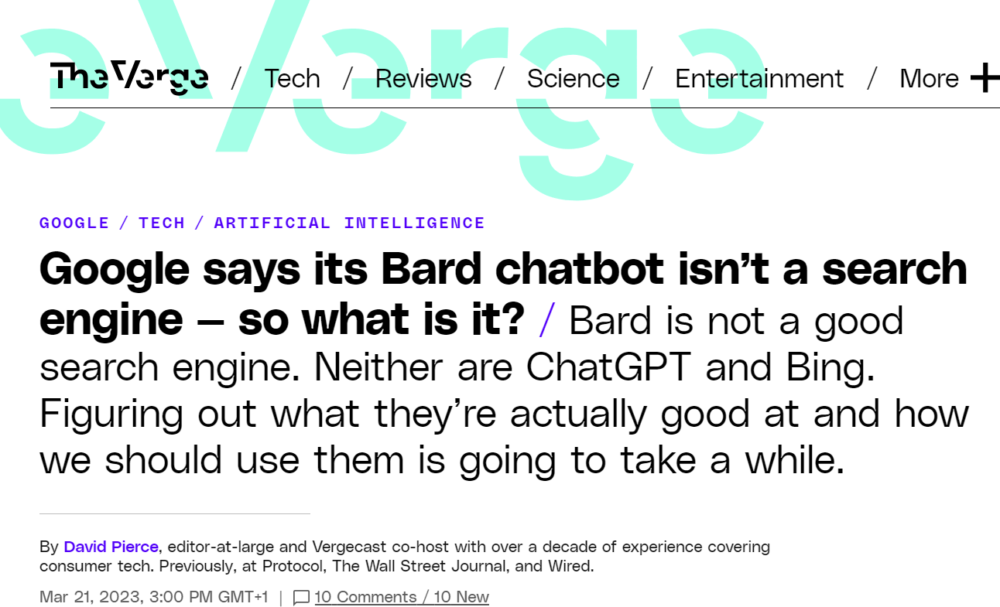 eVerge
TheVerge / Tech / Reviews / Science / Entertainment / More +
GOOGLE / TECH / ARTIFICIAL INTELLIGENCE
Google says its Bard chatbot isn’t a search
engine — so what is it? / Bard is not a good
search engine. Neither are ChatGPT and Bing.
Figuring out what they’re actually good at and how
we should use them is going to take a while.
By David Pierce, editor-at-large and Vergecast co-host with over a decade of experience covering
consumer tech. Previously, at Protocol, The Wall Street Journal, and Wired.
Mar 21, 2023, 3:00 PM GMT+1 | 10 Comments / 10 New